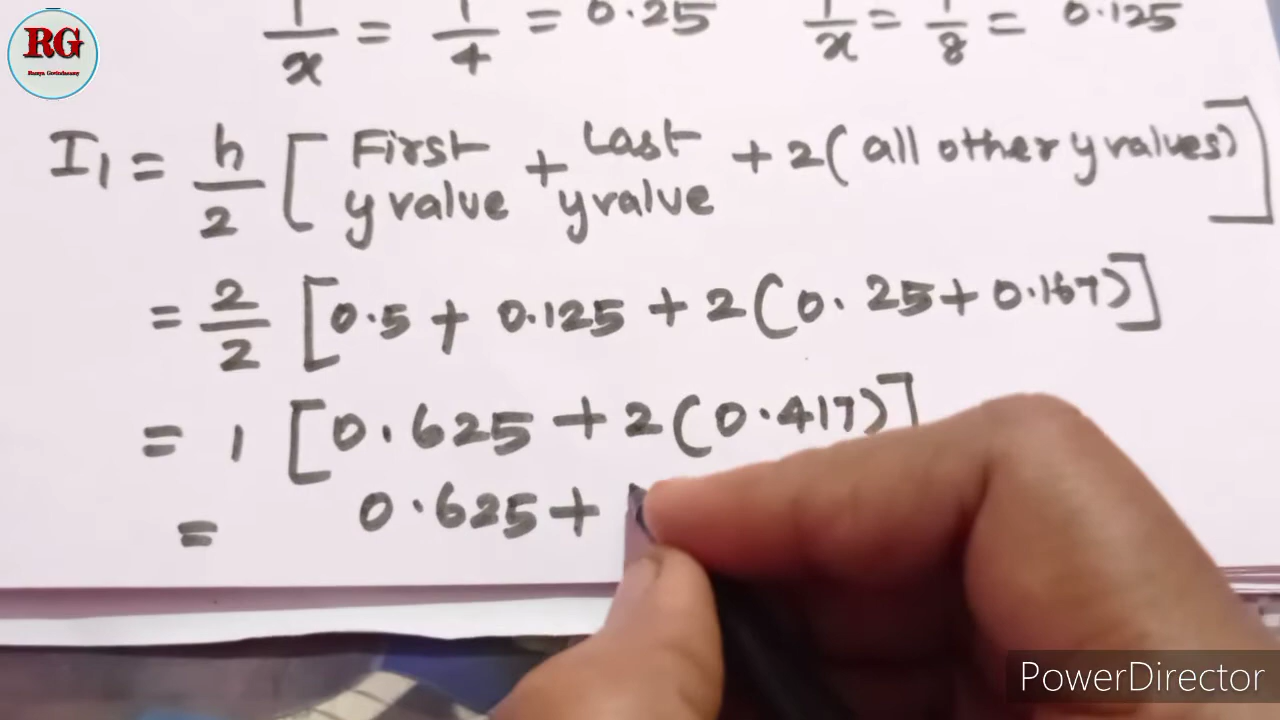 RG
Ramya Govindasamy
1/x = 1/4 = 0.25 1/x = 1/8 = 0.125
I1 = h/2 [First y value + Last y value + 2(all other y values)]
= 2/2 [0.5 + 0.125 + 2(0.25 + 0.167)]
= 1 [0.625 + 2(0.417)]
= 0.625 +
PowerDirector